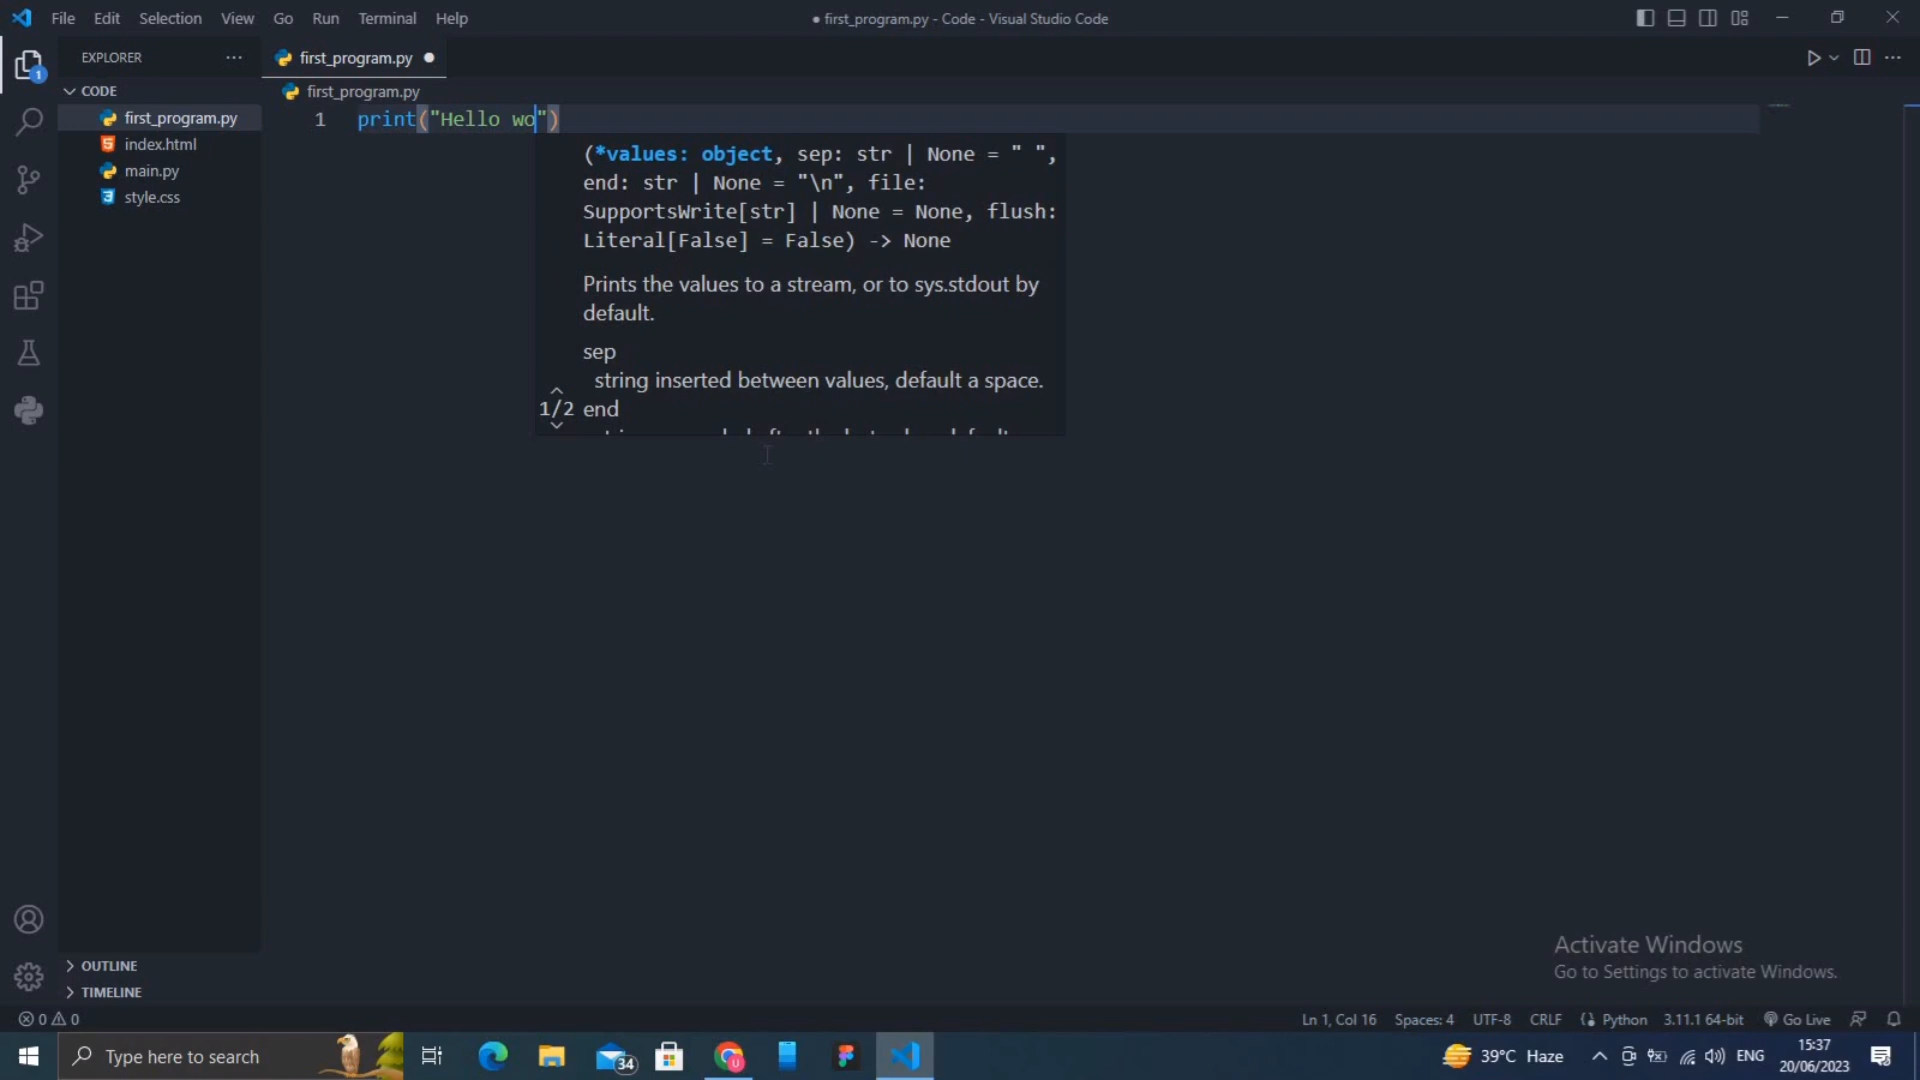 File Edit Selection View Go Run Terminal Help
● first_program.py - Code - Visual Studio Code
EXPLORER
first_program.py
1
CODE
first_program.py
1 print("Hello wo")
first_program.py
index.html
main.py
style.css
(*values: object, sep: str | None = " ",
end: str | None = "\n", file:
SupportsWrite[str] | None = None, flush:
Literal[False] = False) -> None
Prints the values to a stream, or to sys.stdout by
default.
sep
string inserted between values, default a space.
1/2 end
Activate Windows
Go to Settings to activate Windows.
OUTLINE
TIMELINE
0 0
Ln 1, Col 16 Spaces: 4 UTF-8 CRLF Python 3.11.1 64-bit Go Live
Type here to search
34
39°C Haze ENG
15:37
20/06/2023